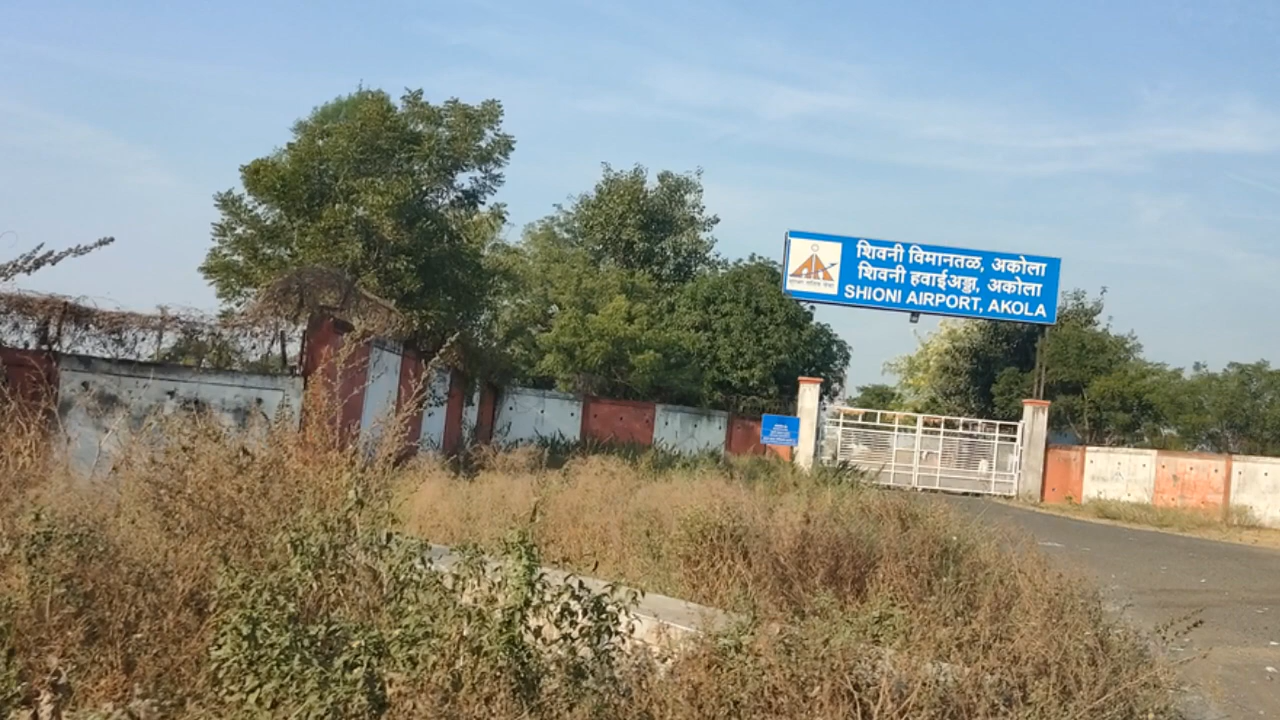 शिवनी विमानतळ, अकोला
शिवनी हवाईअड्डा, अकोला
SHIONI AIRPORT, AKOLA